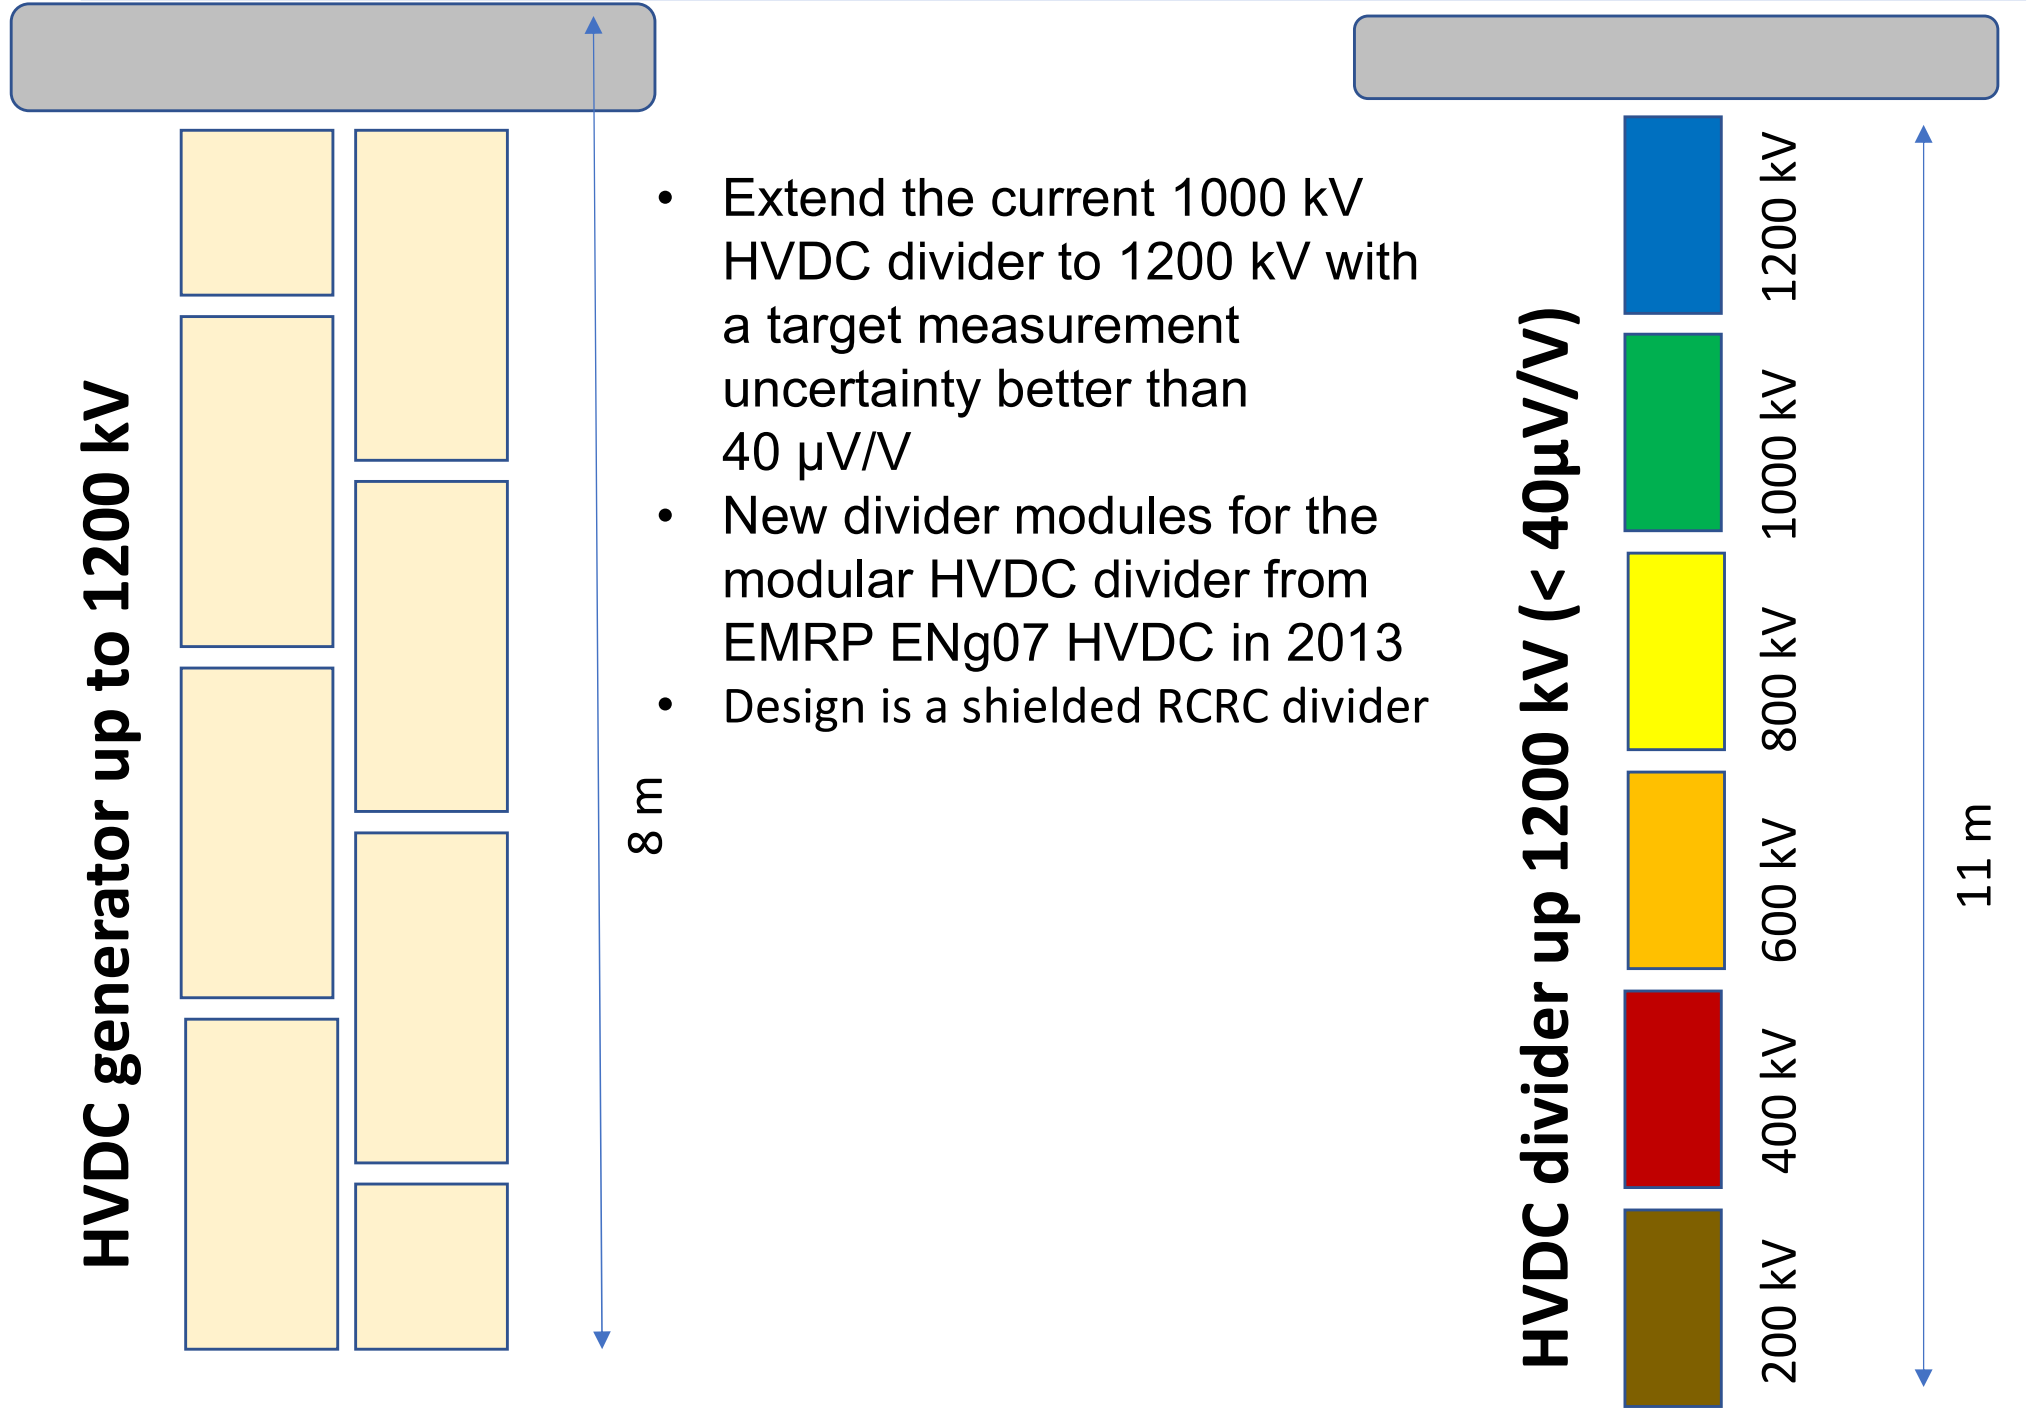 HVDC generator up to 1200 kV
8 m
• Extend the current 1000 kV
HVDC divider to 1200 kV with
a target measurement
uncertainty better than
40 µV/V
• New divider modules for the
modular HVDC divider from
EMRP ENg07 HVDC in 2013
• Design is a shielded RCRC divider
HVDC divider up 1200 kV (< 40µV/V)
1200 kV
1000 kV
800 kV
600 kV
400 kV
200 kV
11 m